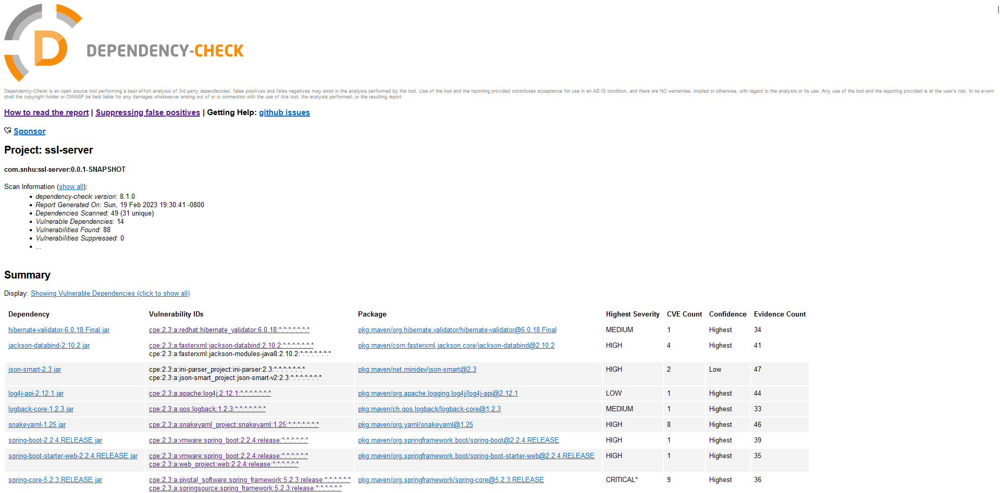 D
DEPENDENCY-CHECK
Dependency-Check is an open source tool performing a best effort analysis of 3rd party dependencies; false positives and false negatives may exist in the analysis performed by the tool. Use of the tool and the reporting provided constitutes acceptance for use in an AS IS condition, and there are NO warranties, implied or otherwise, with regard to the analysis or its use. Any use of the tool and the reporting provided is at the user's risk. In no event
shall the copyright holder or OWASP be held liable for any damages whatsoever arising out of or in connection with the use of this tool, the analysis performed, or the resulting report.
How to read the report | Suppressing false positives | Getting Help: github issues
Sponsor
Project: ssl-server
com.snhu:ssl-server:0.0.1-SNAPSHOT
Scan Information (show all):
• dependency-check version: 8.1.0
• Report Generated On: Sun, 19 Feb 2023 19:30:41 -0800
• Dependencies Scanned: 49 (31 unique)
• Vulnerable Dependencies: 14
• Vulnerabilities Found: 88
• Vulnerabilities Suppressed: 0
• ...
Summary
Display: Showing Vulnerable Dependencies (click to show all)
Dependency Vulnerability IDs Package Highest Severity CVE Count Confidence Evidence Count
hibernate-validator-6.0.18.Final.jar cpe:2.3:a:redhat:hibernate_validator:6.0.18:*:*:*:*:*:*:* pkg:maven/org.hibernate.validator/hibernate-validator@6.0.18.Final MEDIUM 1 Highest 34
jackson-databind-2.10.2.jar cpe:2.3:a:fasterxml:jackson-databind:2.10.2:*:*:*:*:*:*:* pkg:maven/com.fasterxml.jackson.core/jackson-databind@2.10.2 HIGH 4 Highest 41
cpe:2.3:a:fasterxml:jackson-modules-java8:2.10.2:*:*:*:*:*:*:*
json-smart-2.3.jar cpe:2.3:a:ini-parser_project:ini-parser:2.3:*:*:*:*:*:*:* pkg:maven/net.minidev/json-smart@2.3 HIGH 2 Low 47
cpe:2.3:a:json-smart_project:json-smart-v2:2.3:*:*:*:*:*:*:*
log4j-api-2.12.1.jar cpe:2.3:a:apache:log4j:2.12.1:*:*:*:*:*:*:* pkg:maven/org.apache.logging.log4j/log4j-api@2.12.1 LOW 1 Highest 44
logback-core-1.2.3.jar cpe:2.3:a:qos:logback:1.2.3:*:*:*:*:*:*:* pkg:maven/ch.qos.logback/logback-core@1.2.3 MEDIUM 1 Highest 33
snakeyaml-1.25.jar cpe:2.3:a:snakeyaml_project:snakeyaml:1.25:*:*:*:*:*:*:* pkg:maven/org.yaml/snakeyaml@1.25 HIGH 8 Highest 46
spring-boot-2.2.4.RELEASE.jar cpe:2.3:a:vmware:spring_boot:2.2.4:release:*:*:*:*:*:* pkg:maven/org.springframework.boot/spring-boot@2.2.4.RELEASE HIGH 1 Highest 39
spring-boot-starter-web-2.2.4.RELEASE.jar cpe:2.3:a:vmware:spring_boot:2.2.4:release:*:*:*:*:*:* pkg:maven/org.springframework.boot/spring-boot-starter-web@2.2.4.RELEASE HIGH 1 Highest 35
cpe:2.3:a:web_project:web:2.2.4:release:*:*:*:*:*:*
spring-core-5.2.3.RELEASE.jar cpe:2.3:a:pivotal_software:spring_framework:5.2.3:release:*:*:*:*:*:* pkg:maven/org.springframework/spring-core@5.2.3.RELEASE CRITICAL* 9 Highest 36
cpe:2.3:a:springsource:spring_framework:5.2.3:release:*:*:*:*:*:*